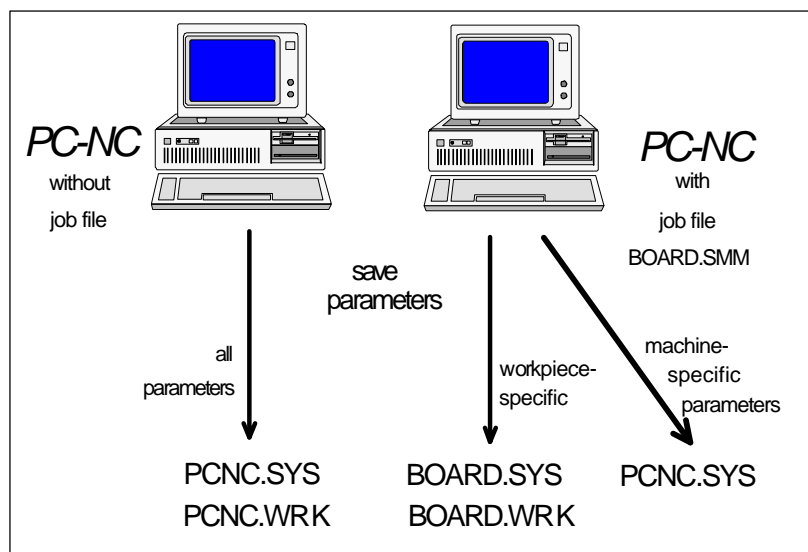 PC-NC
without
job file
PC-NC
with
job file
BOARD.SMM
save
parameters
all
parameters
workpiece-
specific
machine-
specific
parameters
PCNC.SYS
PCNC.WRK
BOARD.SYS
BOARD.WRK
PCNC.SYS